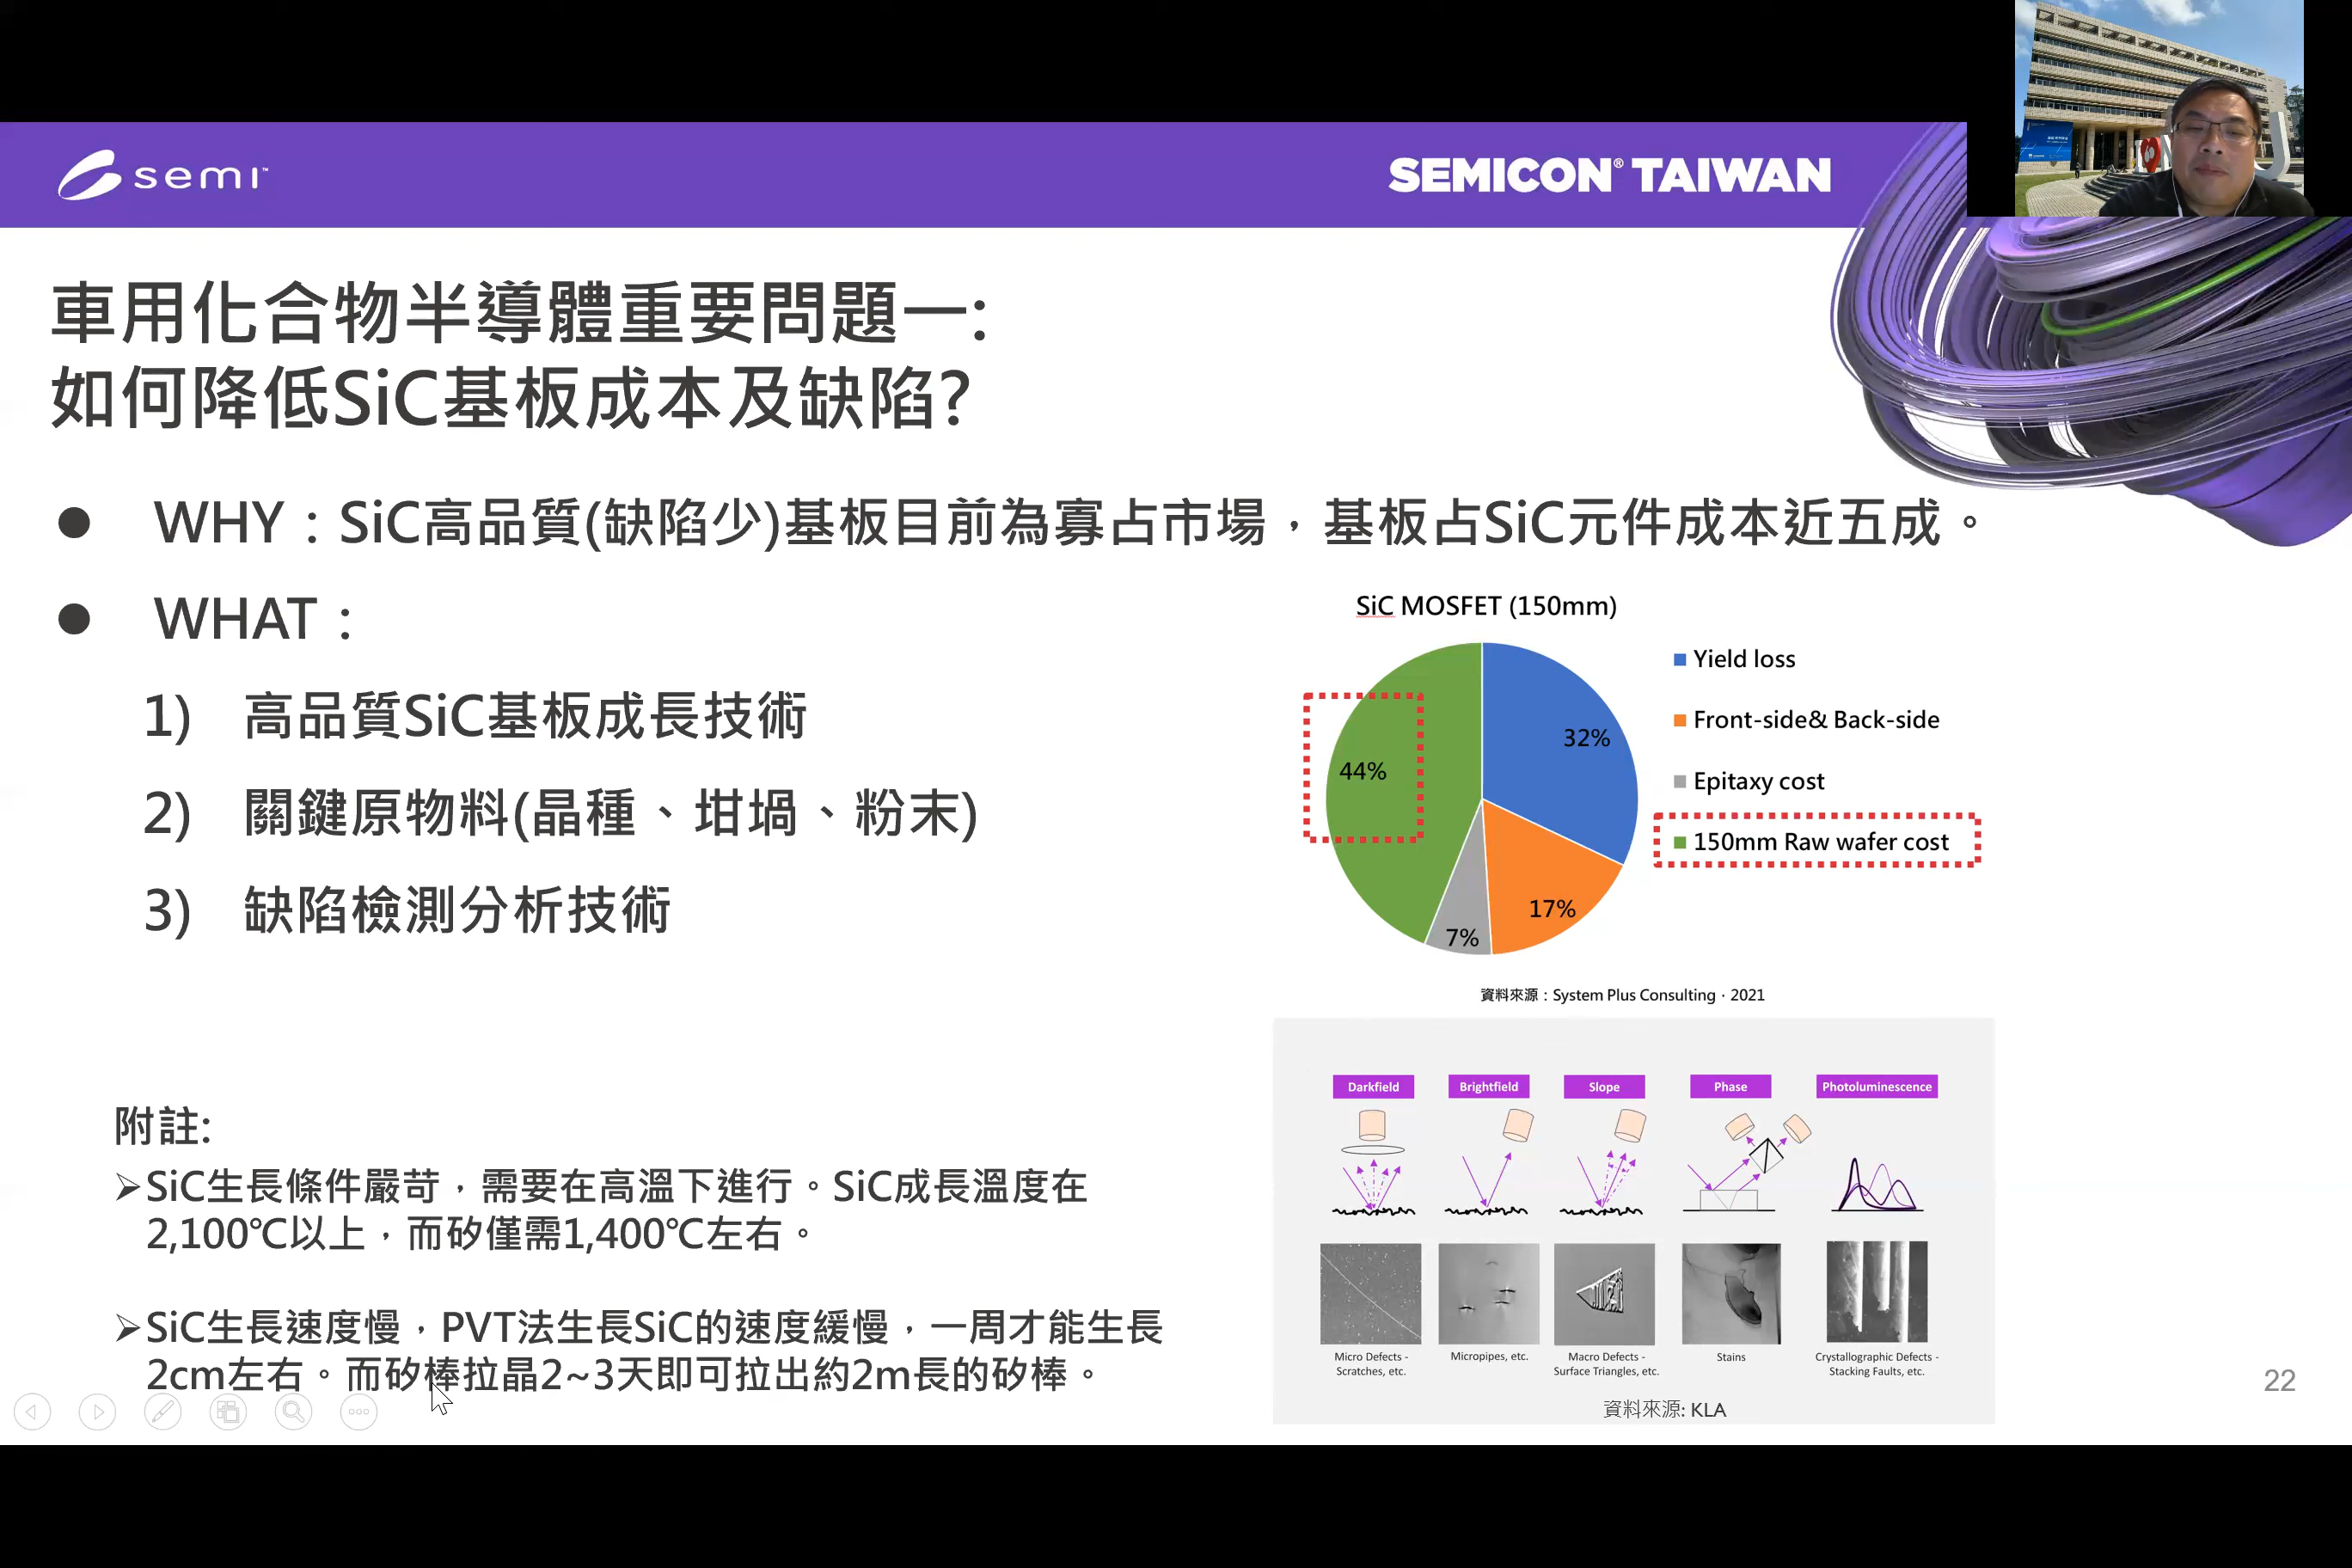 semi™
SEMICON® TAIWAN
車用化合物半導體重要問題一:
如何降低SiC基板成本及缺陷?
● WHY：SiC高品質(缺陷少)基板目前為寡占市場，基板占SiC元件成本近五成。
● WHAT：
1) 高品質SiC基板成長技術
2) 關鍵原物料(晶種、坩堝、粉末)
3) 缺陷檢測分析技術
SiC MOSFET (150mm)
32%
17%
7%
44%
Yield loss
Front-side& Back-side
Epitaxy cost
150mm Raw wafer cost
資料來源：System Plus Consulting，2021
附註:
➢SiC生長條件嚴苛，需要在高溫下進行。SiC成長溫度在
2,100℃以上，而矽僅需1,400℃左右。
➢SiC生長速度慢，PVT法生長SiC的速度緩慢，一周才能生長
2cm左右。而矽棒拉晶2~3天即可拉出約2m長的矽棒。
Darkfield
Brightfield
Slope
Phase
Photoluminescence
Micro Defects -
Scratches, etc.
Micropipes, etc.
Macro Defects -
Surface Triangles, etc.
Stains
Crystallographic Defects -
Stacking Faults, etc.
資料來源: KLA
22